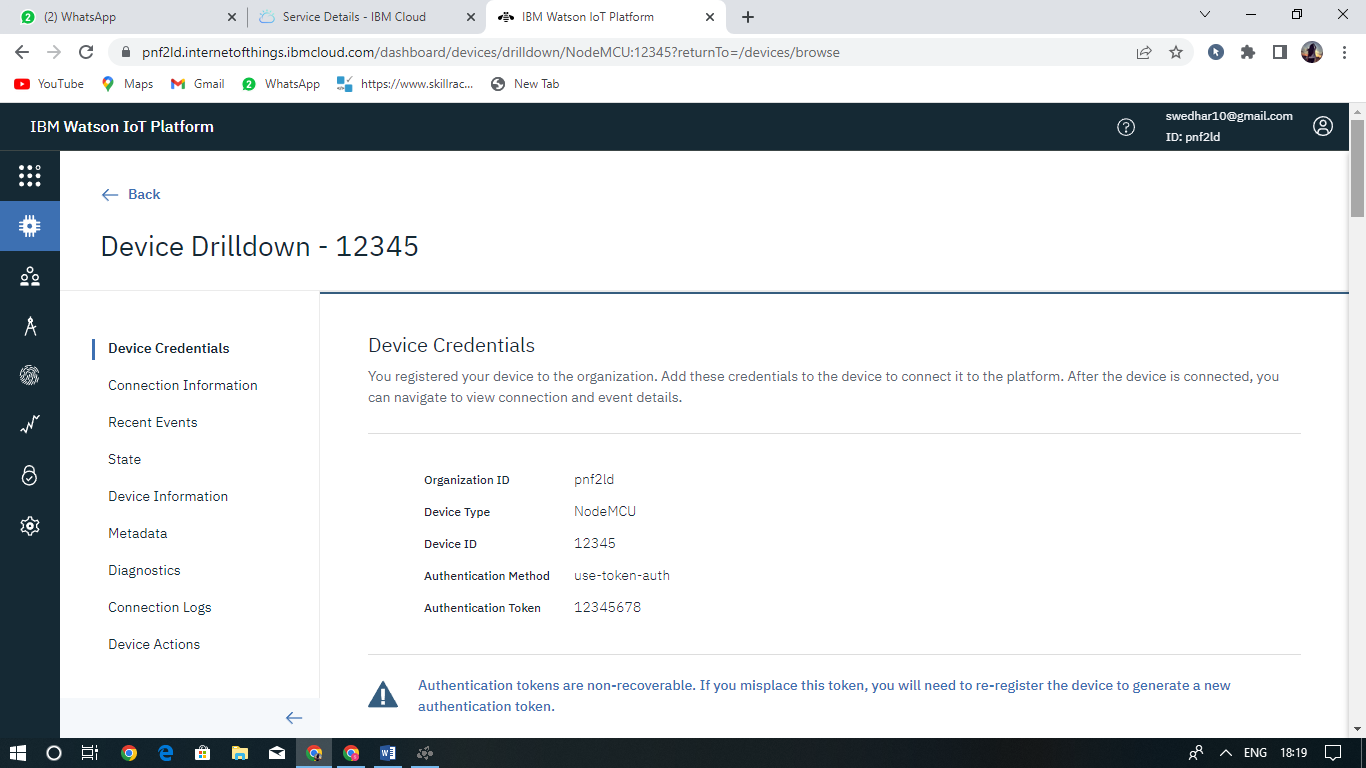 (2) WhatsApp
Service Details - IBM Cloud
IBM Watson IoT Platform
pnf2ld.internetofthings.ibmcloud.com/dashboard/devices/drilldown/NodeMCU:12345?returnTo=/devices/browse
YouTube
Maps
Gmail
WhatsApp
https://www.skillrac...
New Tab
IBM Watson IoT Platform
swedhar10@gmail.com
ID: pnf2ld
Back
Device Drilldown - 12345
Device Credentials
Connection Information
Recent Events
State
Device Information
Metadata
Diagnostics
Connection Logs
Device Actions
Device Credentials
You registered your device to the organization. Add these credentials to the device to connect it to the platform. After the device is connected, you
can navigate to view connection and event details.
Organization ID pnf2ld
Device Type NodeMCU
Device ID 12345
Authentication Method use-token-auth
Authentication Token 12345678
Authentication tokens are non-recoverable. If you misplace this token, you will need to re-register the device to generate a new
authentication token.
ENG
18:19